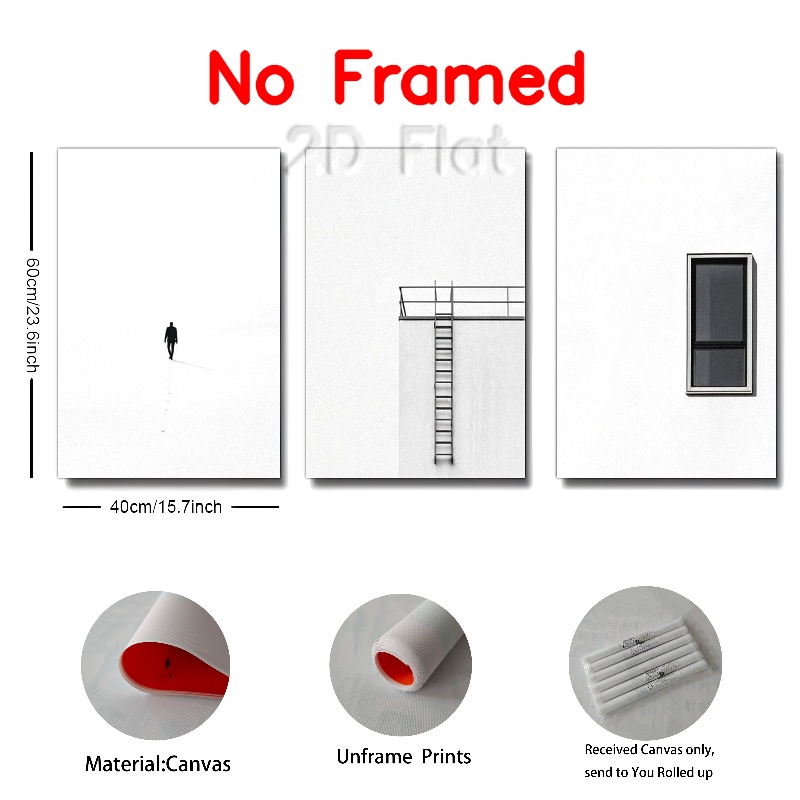 No Framed
2D Flat
60cm/23.6inch
40cm/15.7inch
Material:Canvas
Unframe Prints
Received Canvas only,
send to You Rolled up